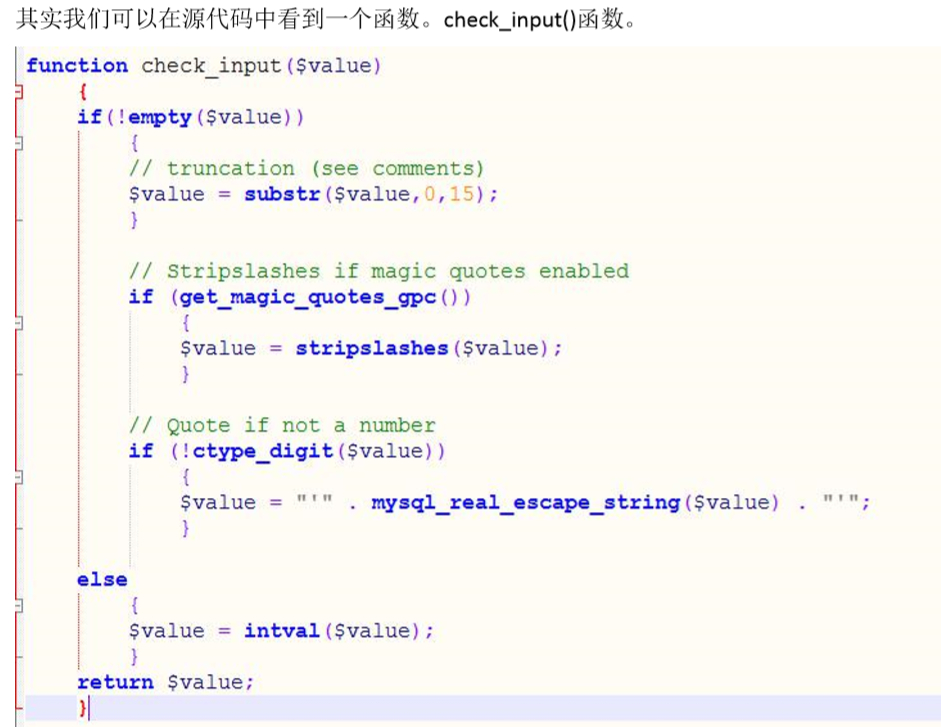 其实我们可以在源代码中看到一个函数。check_input()函数。
function check_input($value)
{
if(!empty($value))
{
// truncation (see comments)
$value = substr($value,0,15);
}
// Stripslashes if magic quotes enabled
if (get_magic_quotes_gpc())
{
$value = stripslashes($value);
}
// Quote if not a number
if (!ctype_digit($value))
{
$value = "'" . mysql_real_escape_string($value) . "'";
}
else
{
$value = intval($value);
}
return $value;
}